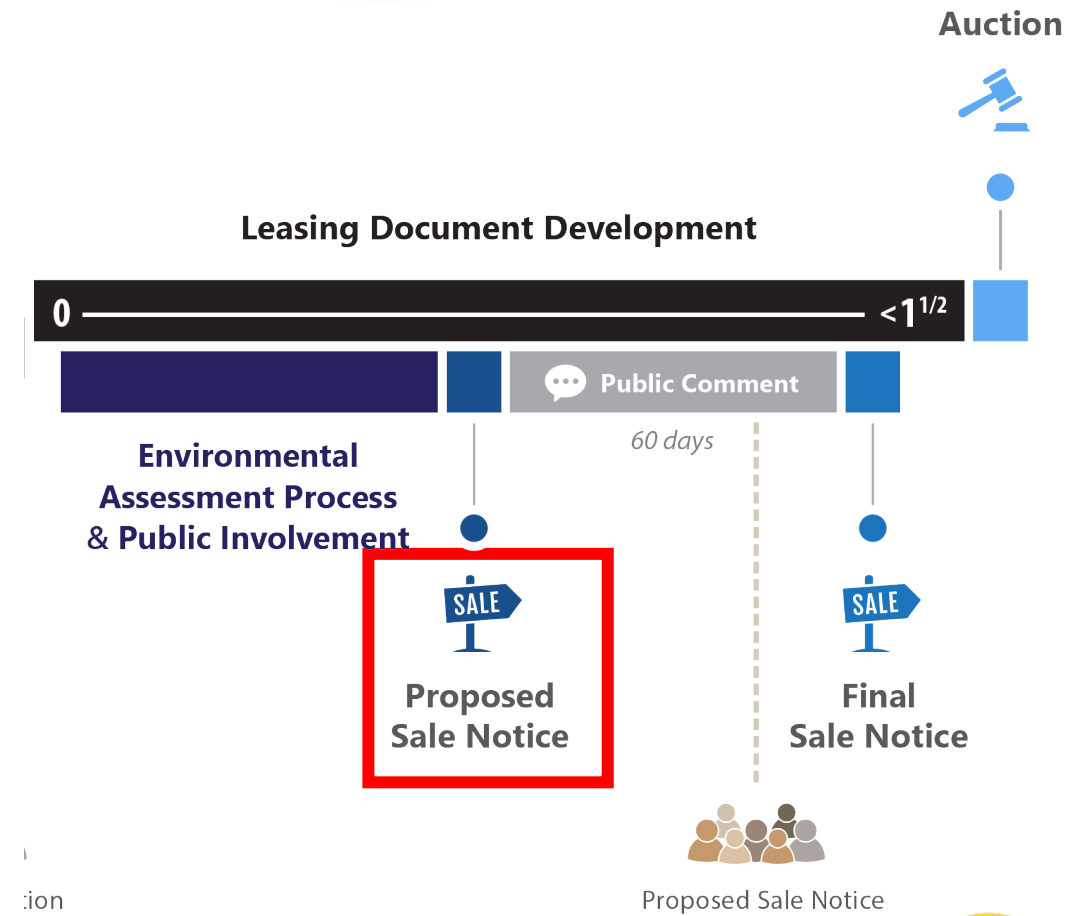 Auction
Leasing Document Development
0 <1 1/2
Public Comment
60 days
Environmental
Assessment Process
& Public Involvement
SALE
Proposed
Sale Notice
SALE
Final
Sale Notice
Proposed Sale Notice